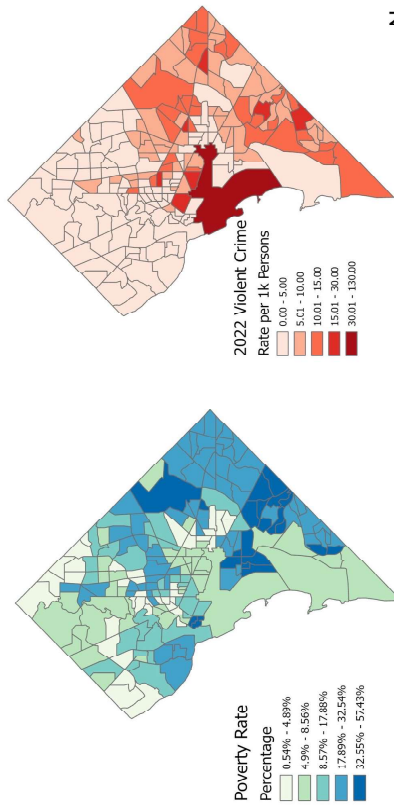 Poverty Rate
Percentage
0.54% - 4.89%
4.9% - 8.56%
8.57% - 17.88%
17.89% - 32.54%
32.55% - 57.43%
2022 Violent Crime
Rate per 1k Persons
0.00 - 5.00
5.01 - 10.00
10.01 - 15.00
15.01 - 30.00
30.01 - 130.00